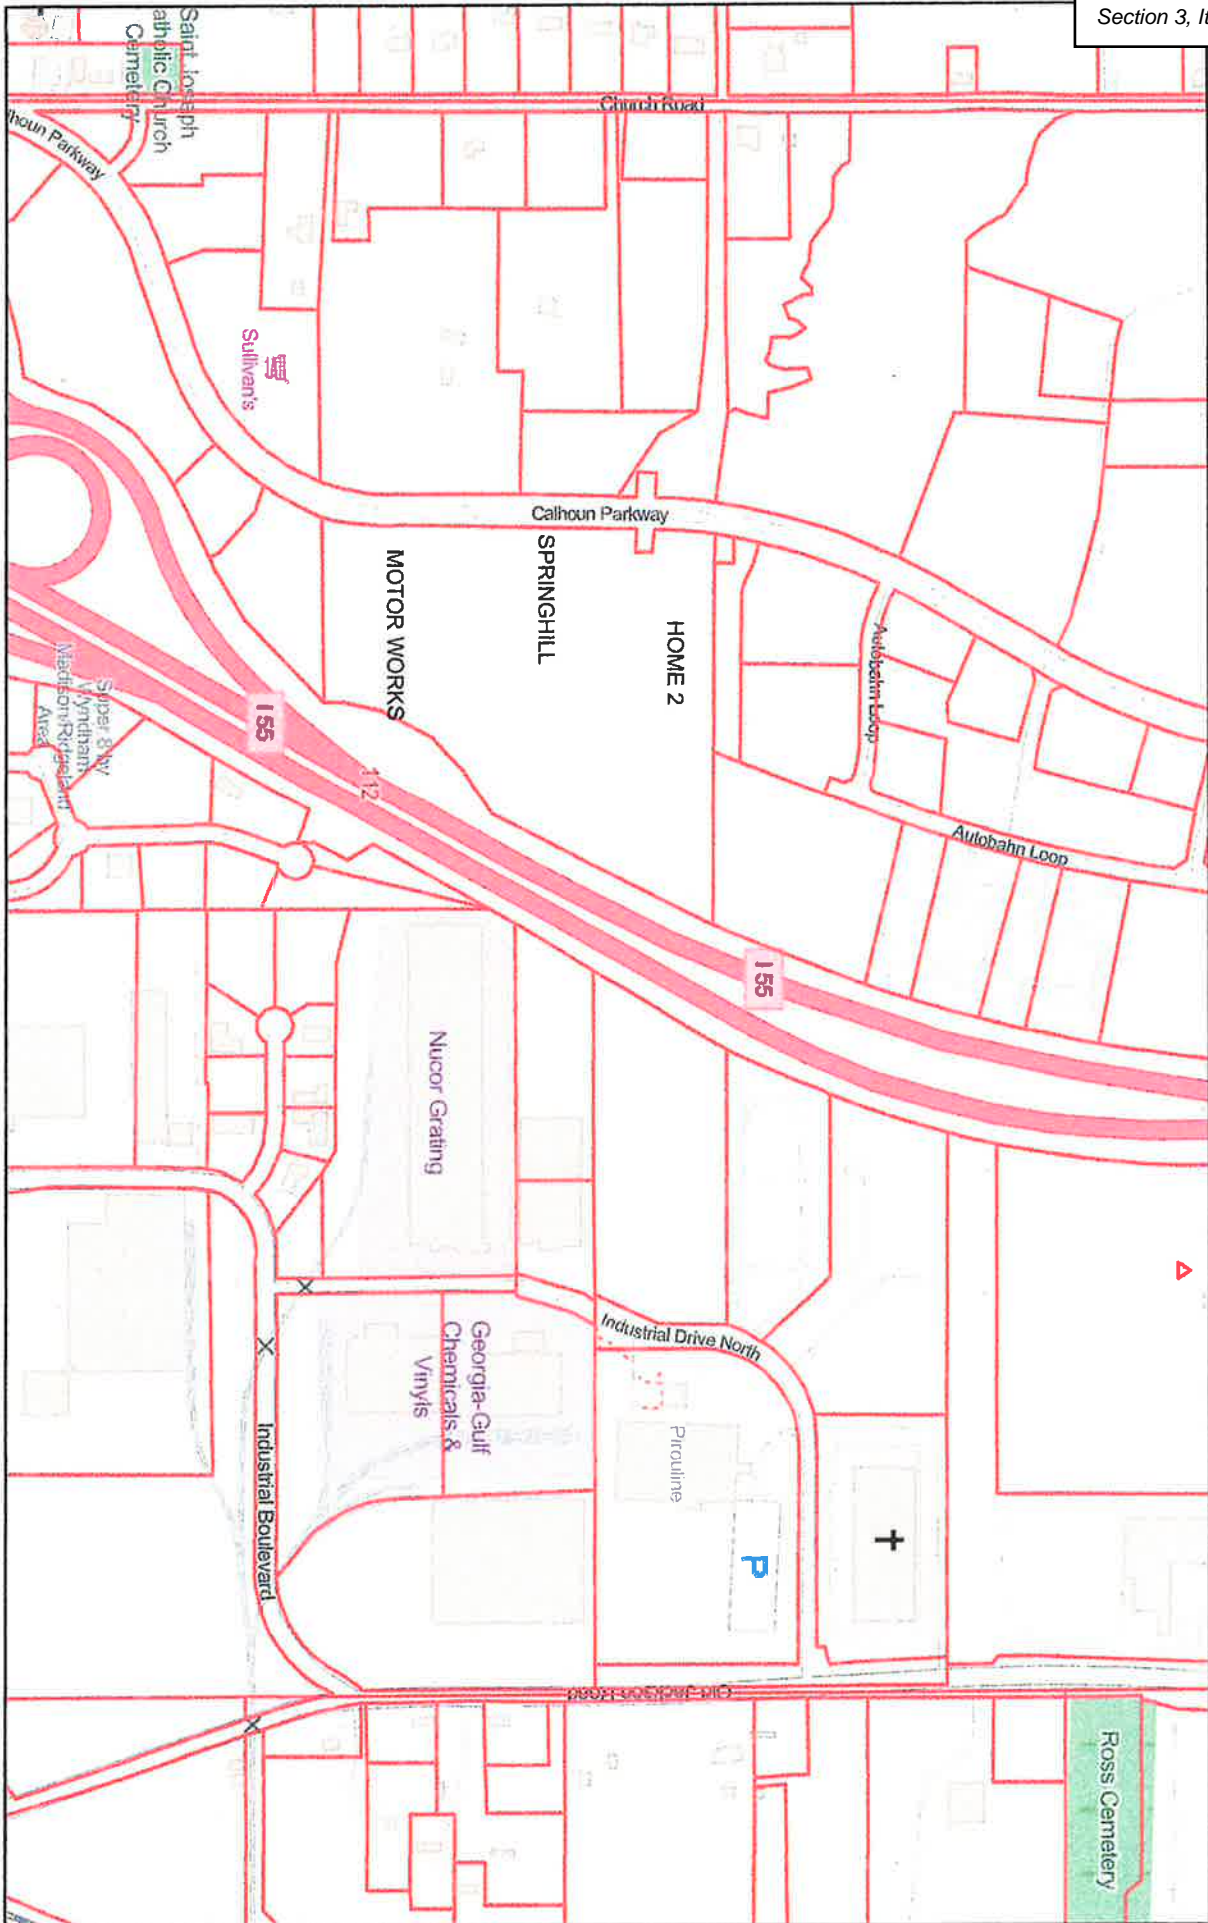 Section 3, It
Saint Joseph
atholic Church
Cemetery
Church Road
lhoun Parkway
Sullivan's
Calhoun Parkway
SPRINGHILL
MOTOR WORKS
HOME 2
Autobahn Loop
Super 8 by
Wyndham
Madison/Ridgeland
Area
I 55
112
Autobahn Loop
I 55
Nucor Grating
Georgia-Gulf
Chemicals &
Vinyls
Industrial Drive North
Pirouline
P
Industrial Boulevard
Old Jackson Road
Ross Cemetery